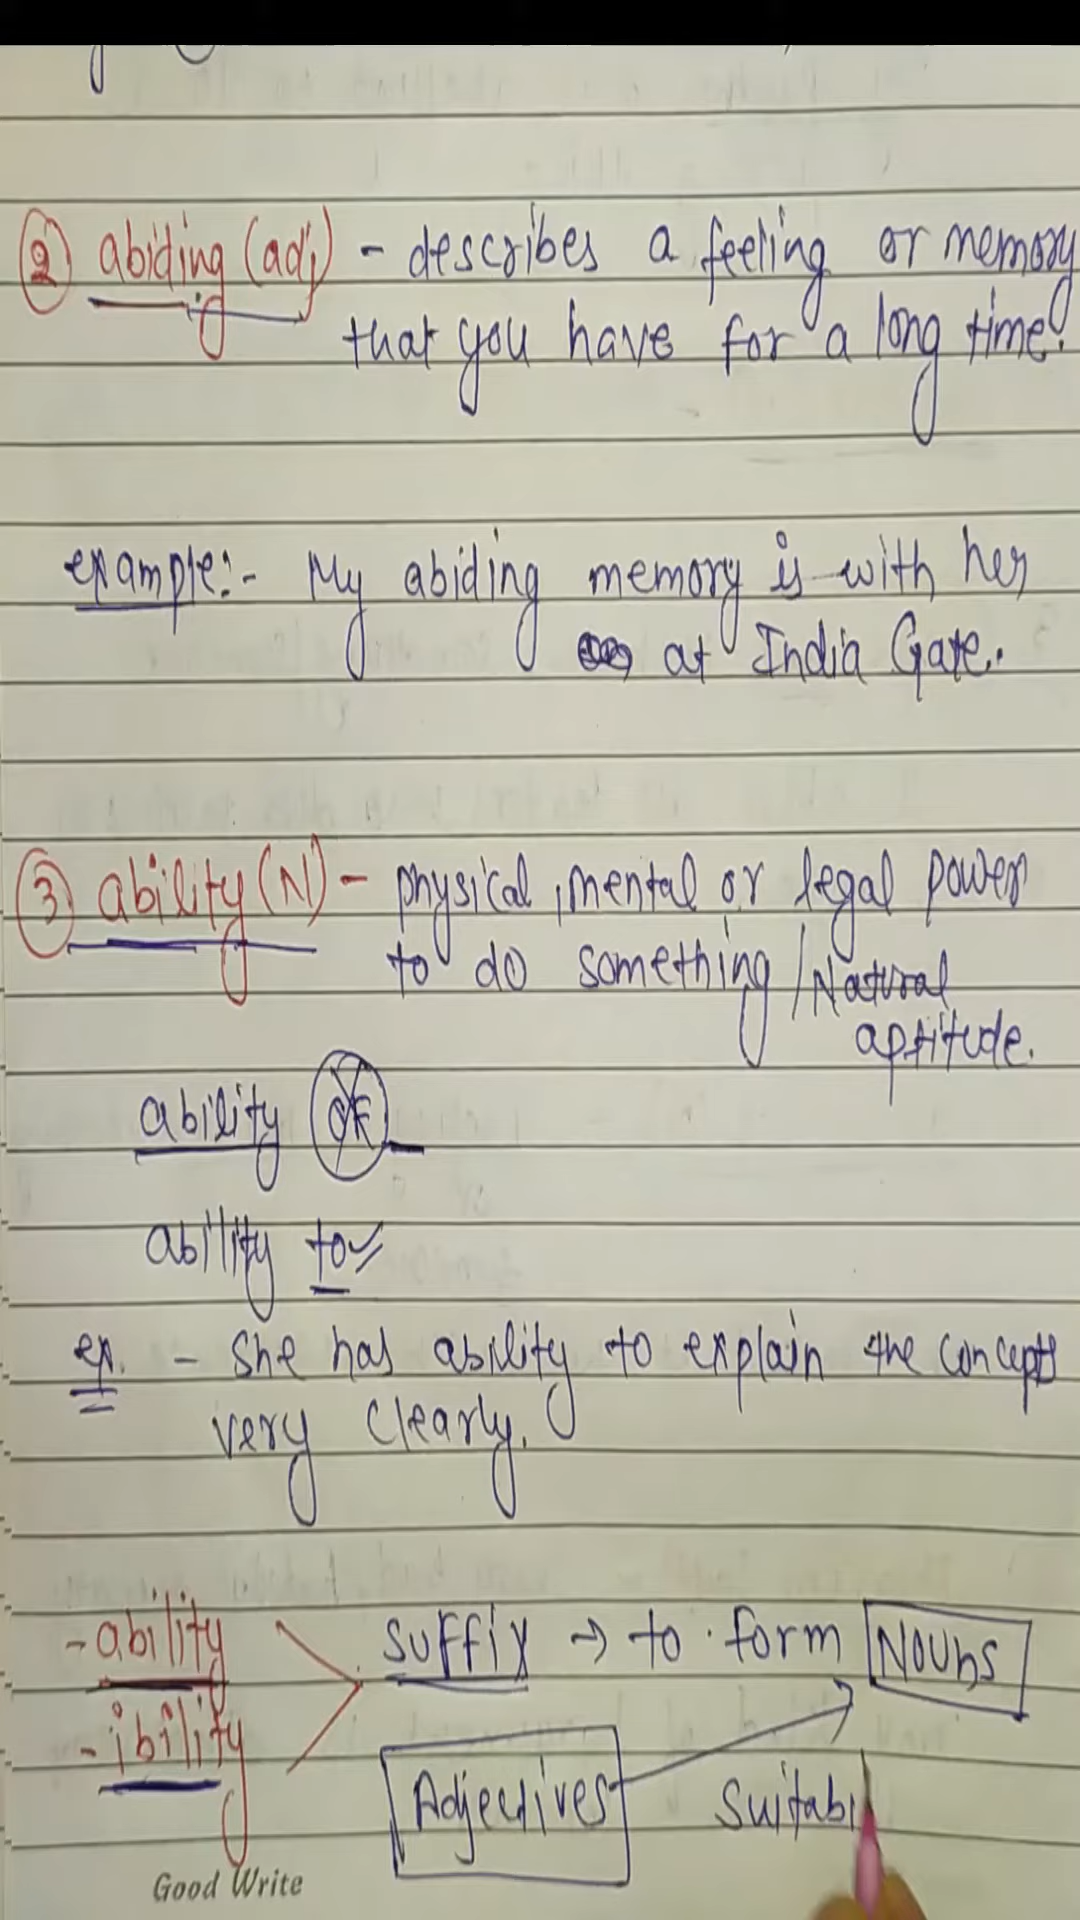 ② abiding (adj) - describes a feeling or memory
that you have for a long time.
example:- My abiding memory is with her
at India Gate.
③ ability (N) - physical, mental or legal power
to do something / Natural
aptitude.
ability of
ability to
ex. - She has ability to explain the concepts
very clearly.
-ability
-ibility
suffix → to form Nouns
Adjectives
Suitabi
Good Write